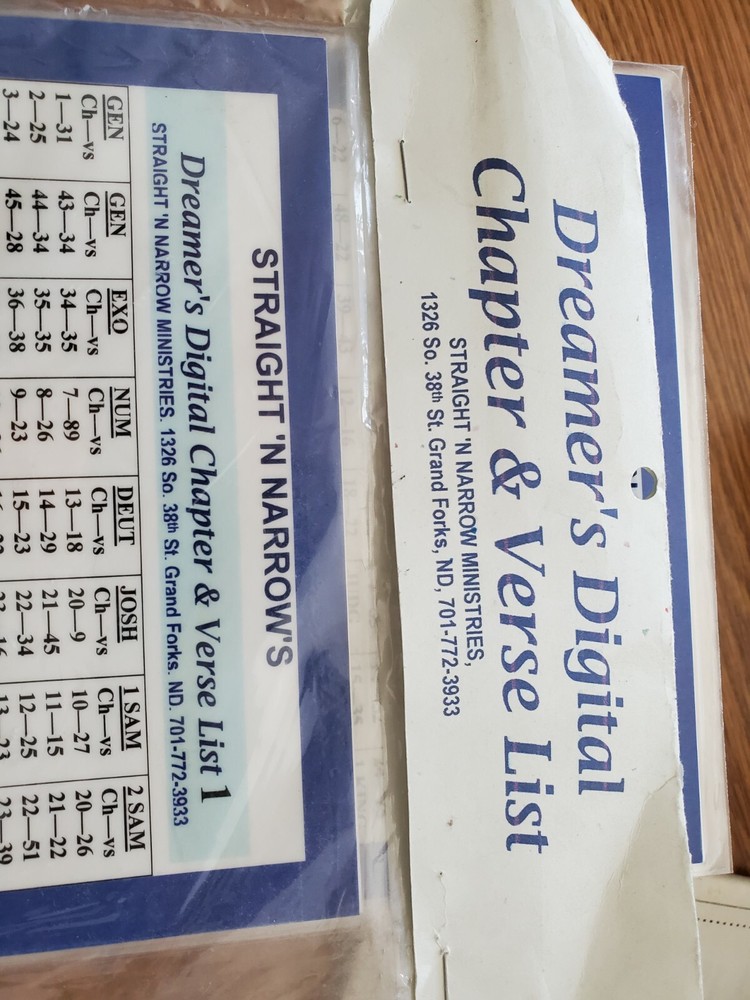 Dreamer's Digital
Chapter & Verse List
STRAIGHT 'N NARROW MINISTRIES,
1326 So. 38th St. Grand Forks, ND, 701-772-3933
STRAIGHT 'N NARROW'S
Dreamer's Digital Chapter & Verse List 1
STRAIGHT 'N NARROW MINISTRIES. 1326 So. 38th St. Grand Forks. ND. 701-772-3933
GEN GEN EXO NUM DEUT JOSH 1 SAM 2 SAM
Ch—vs Ch—vs Ch—vs Ch—vs Ch—vs Ch—vs Ch—vs Ch—vs
1—31 43—34 34—35 7—89 13—18 20—9 10—27 20—26
2—25 44—34 35—35 8—26 14—29 21—45 11—15 21—22
3—24 45—28 36—38 9—23 15—23 22—34 12—25 22—51